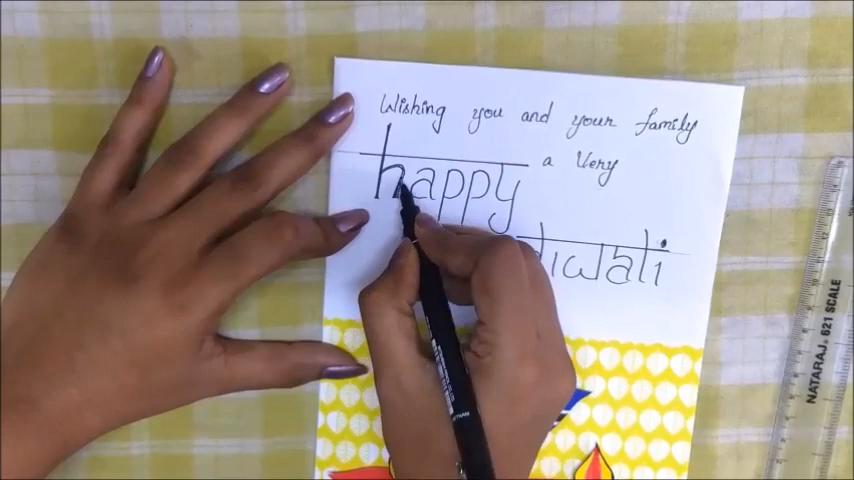 Wishing you and your family
a Very
happy
diwali
NATARAJ 621 SCALE